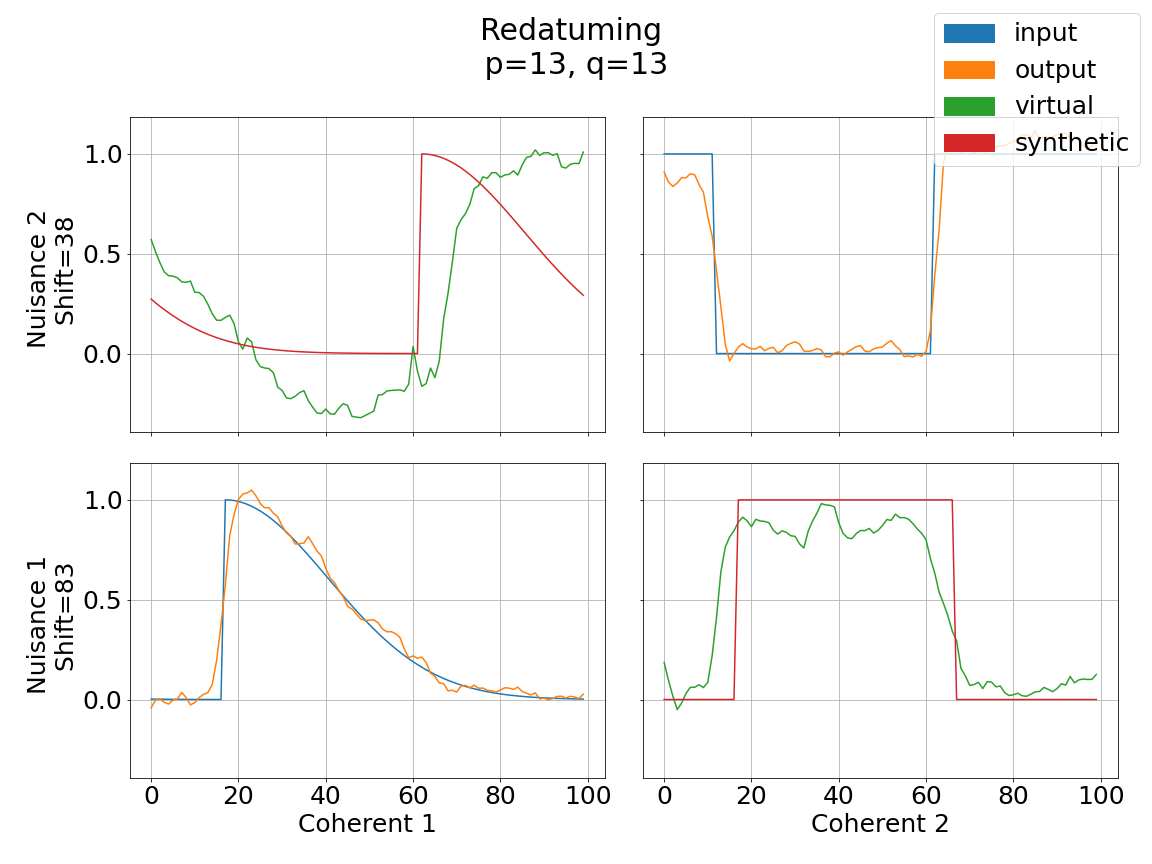 Redatuming
p=13, q=13
input
output
virtual
synthetic
Nuisance 2
Shift=38
1.0
0.5
0.0
Nuisance 1
Shift=83
1.0
0.5
0.0
0 20 40 60 80 100
Coherent 1
0 20 40 60 80 100
Coherent 2